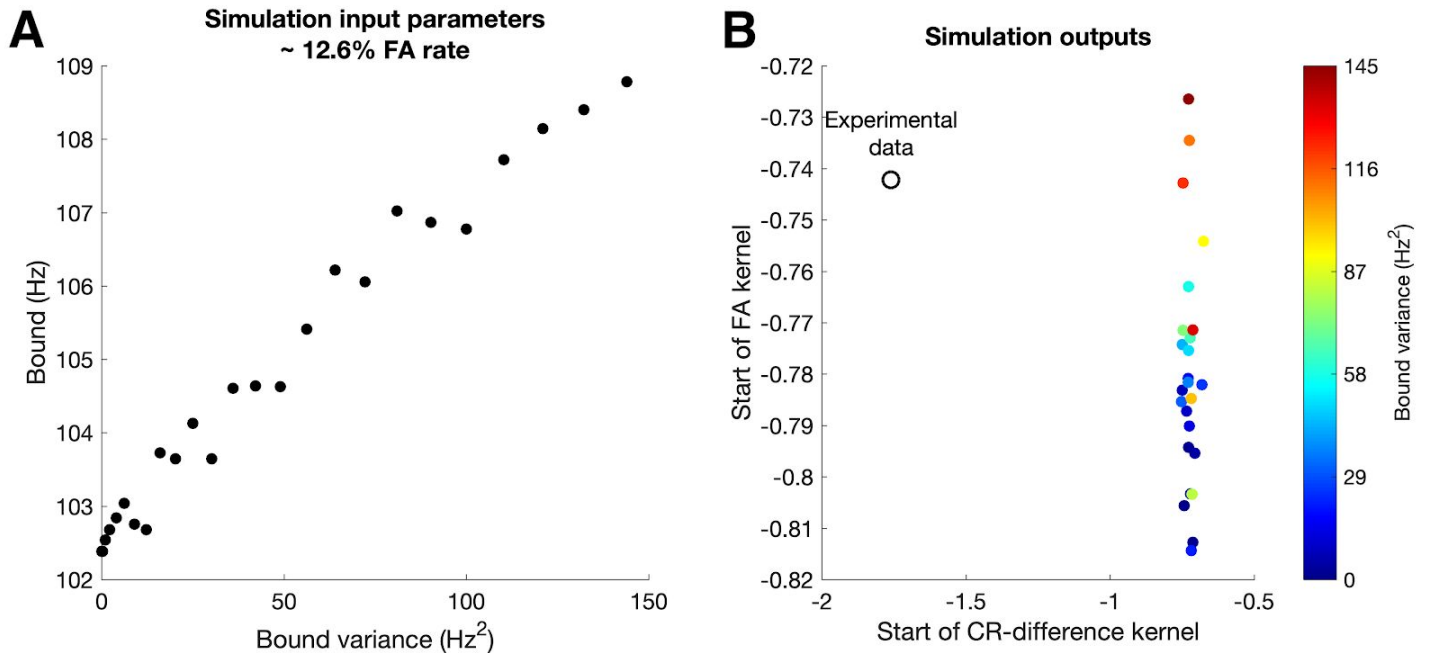 A
Simulation input parameters
~ 12.6% FA rate
109
108
107
106
105
104
103
102
0
50
100
150
Bound (Hz)
Bound variance (Hz²)
B
Simulation outputs
-0.72
-0.73
-0.74
-0.75
-0.76
-0.77
-0.78
-0.79
-0.8
-0.81
-0.82
-2
-1.5
-1
-0.5
Start of FA kernel
Start of CR-difference kernel
Experimental
data
145
116
87
58
29
0
Bound variance (Hz²)